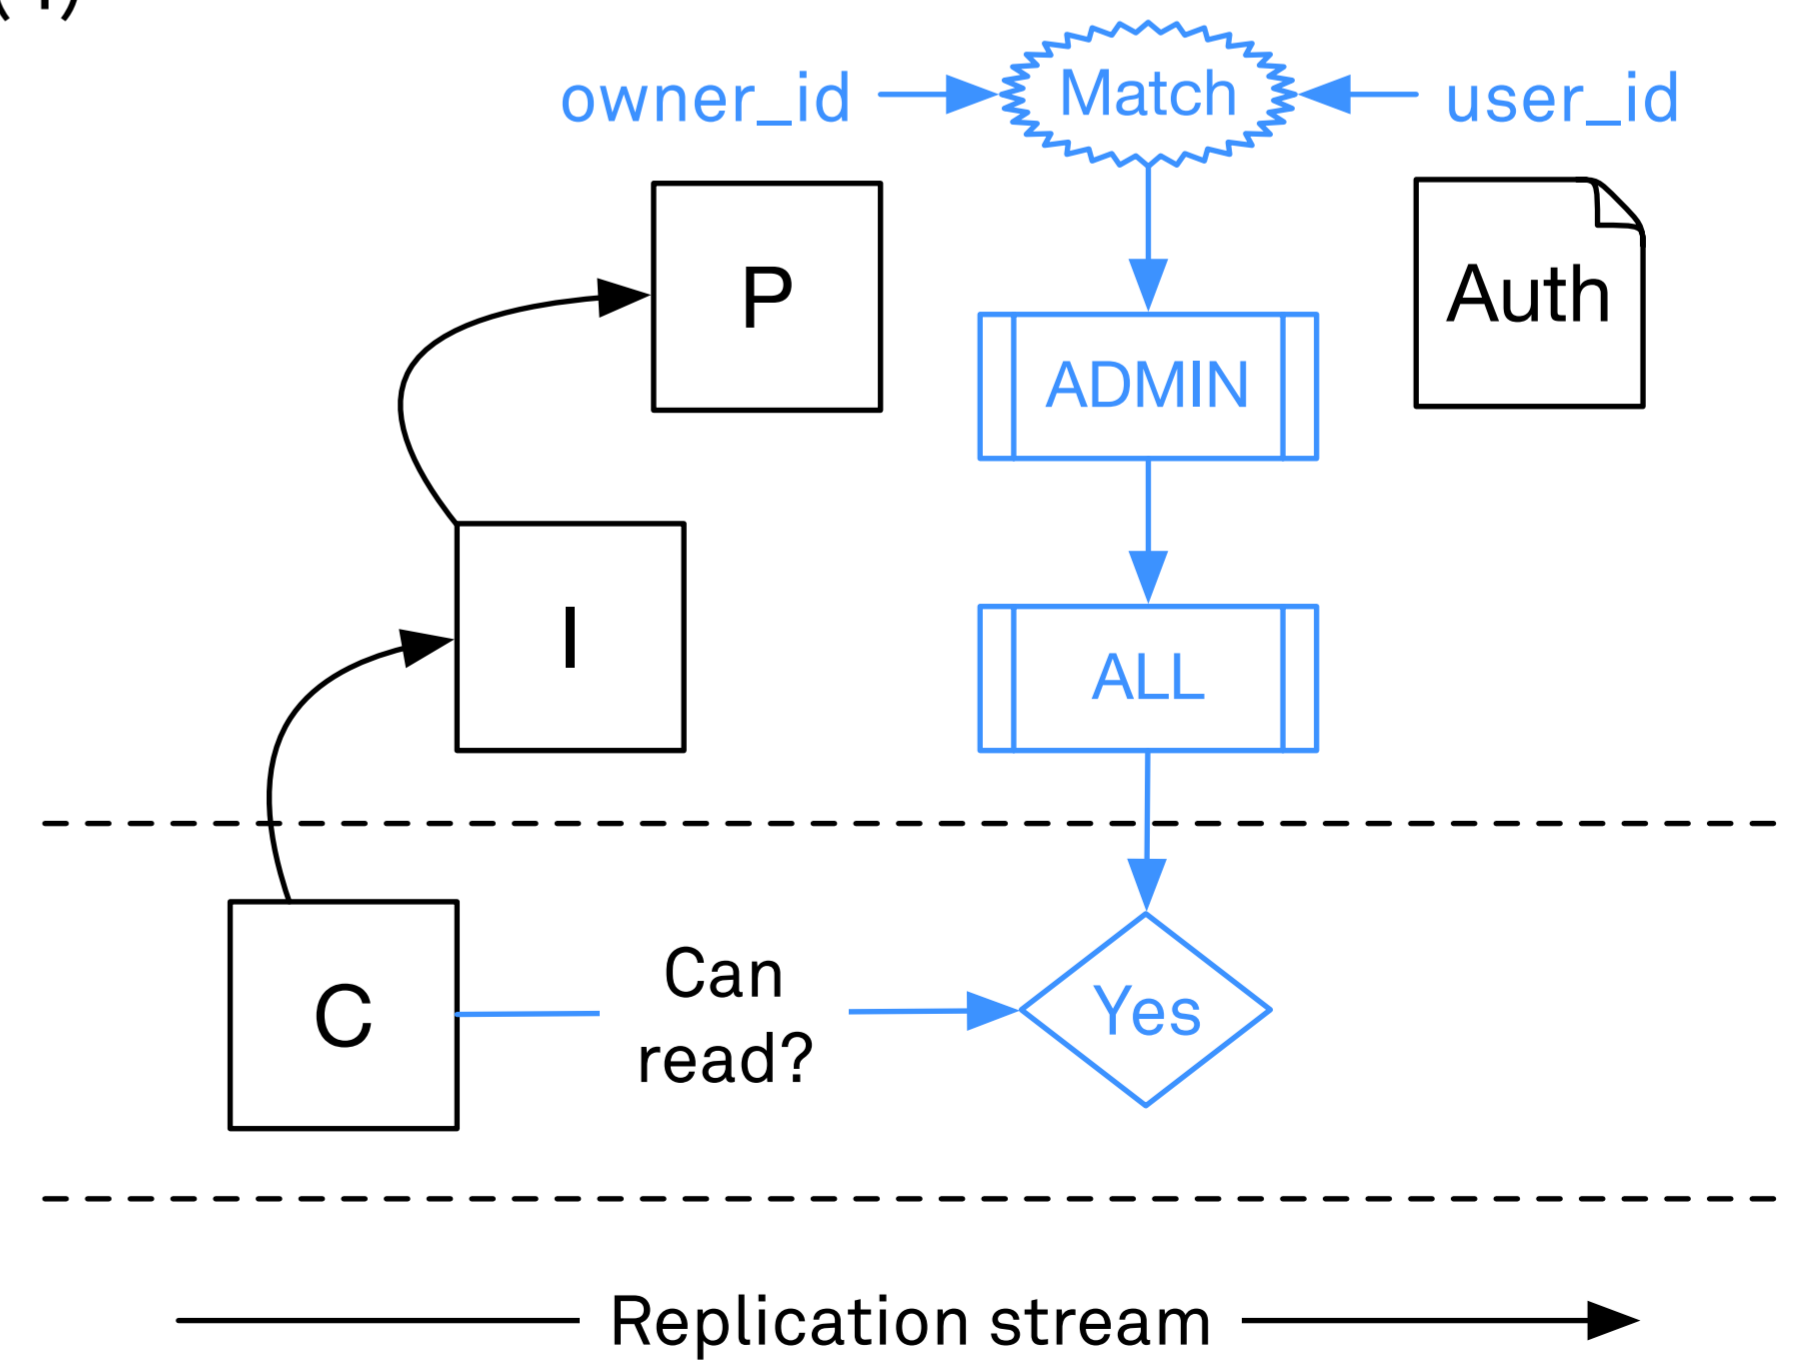 owner_id
Match
user_id
P
Auth
ADMIN
I
ALL
C
Can
read?
Yes
Replication stream